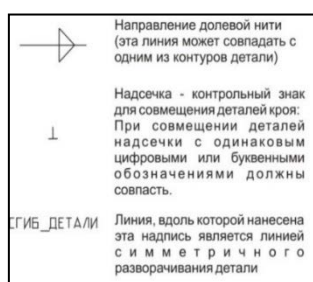 Направление долевой нити
(эта линия может совпадать с
одним из контуров детали)
Надсечка - контрольный знак
для совмещения деталей кроя:
При совмещении деталей
надсечки с одинаковым
цифровыми или буквенными
обозначениями должны
совпасть.
СГИБ_ДЕТАЛИ
Линия, вдоль которой нанесена
эта надпись является линией
симметричного
разворачивания детали